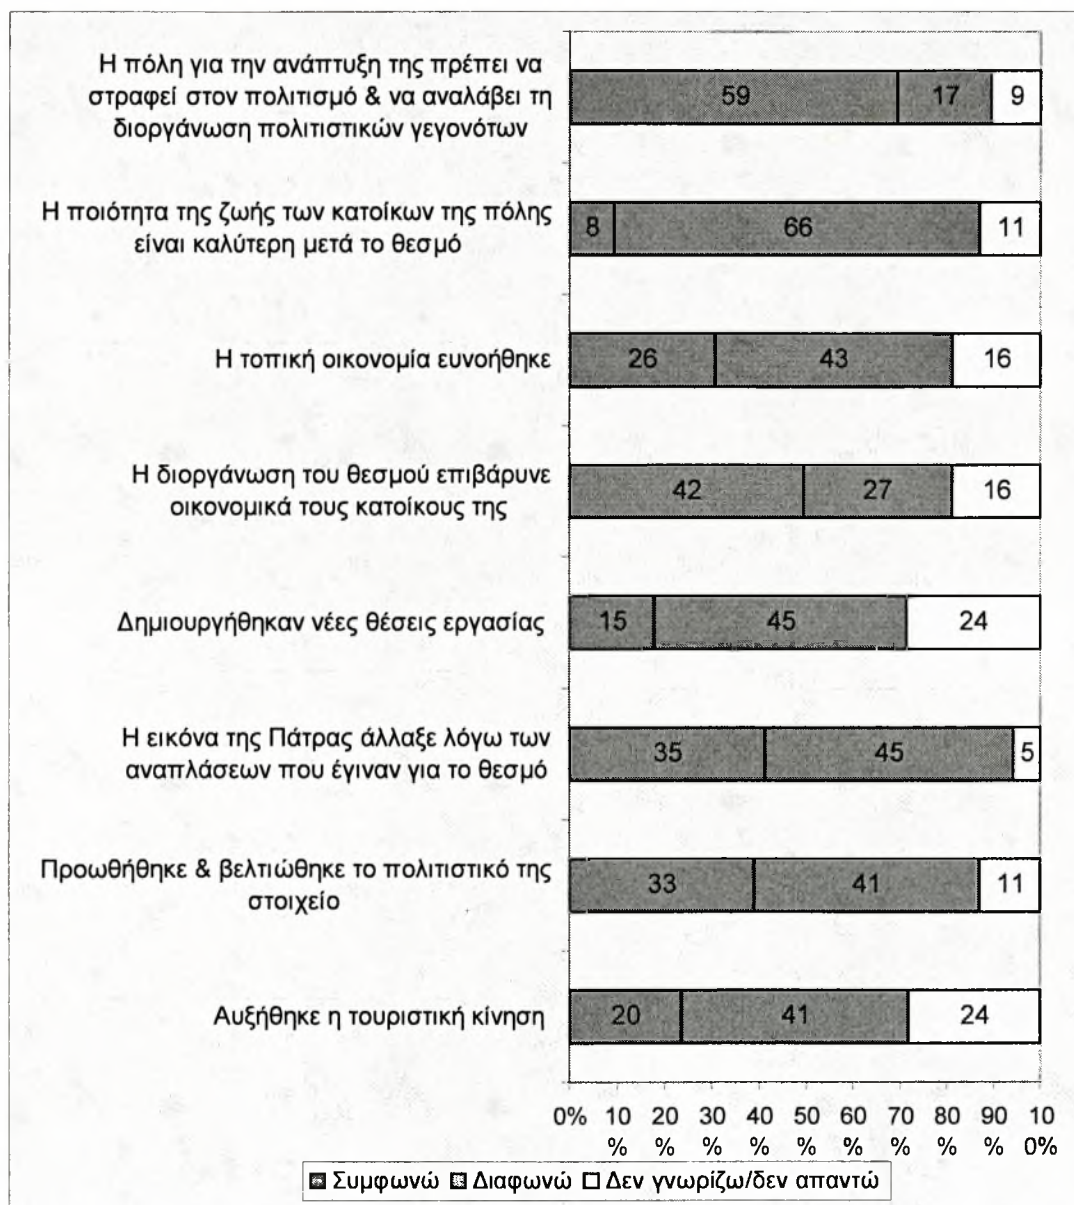 Η πόλη για την ανάπτυξη της πρέπει να
στραφεί στον πολιτισμό & να αναλάβει τη
διοργάνωση πολιτιστικών γεγονότων
59 17 9
Η ποιότητα της ζωής των κατοίκων της πόλης
είναι καλύτερη μετά το θεσμό
8 66 11
Η τοπική οικονομία ευνοήθηκε
26 43 16
Η διοργάνωση του θεσμού επιβάρυνε
οικονομικά τους κατοίκους της
42 27 16
Δημιουργήθηκαν νέες θέσεις εργασίας
15 45 24
Η εικόνα της Πάτρας άλλαξε λόγω των
αναπλάσεων που έγιναν για το θεσμό
35 45 5
Προωθήθηκε & βελτιώθηκε το πολιτιστικό της
στοιχείο
33 41 11
Αυξήθηκε η τουριστική κίνηση
20 41 24
0% 10 20 30 40 50 60 70 80 90 10
% % % % % % % % % 0%
Συμφωνώ Διαφωνώ Δεν γνωρίζω/δεν απαντώ